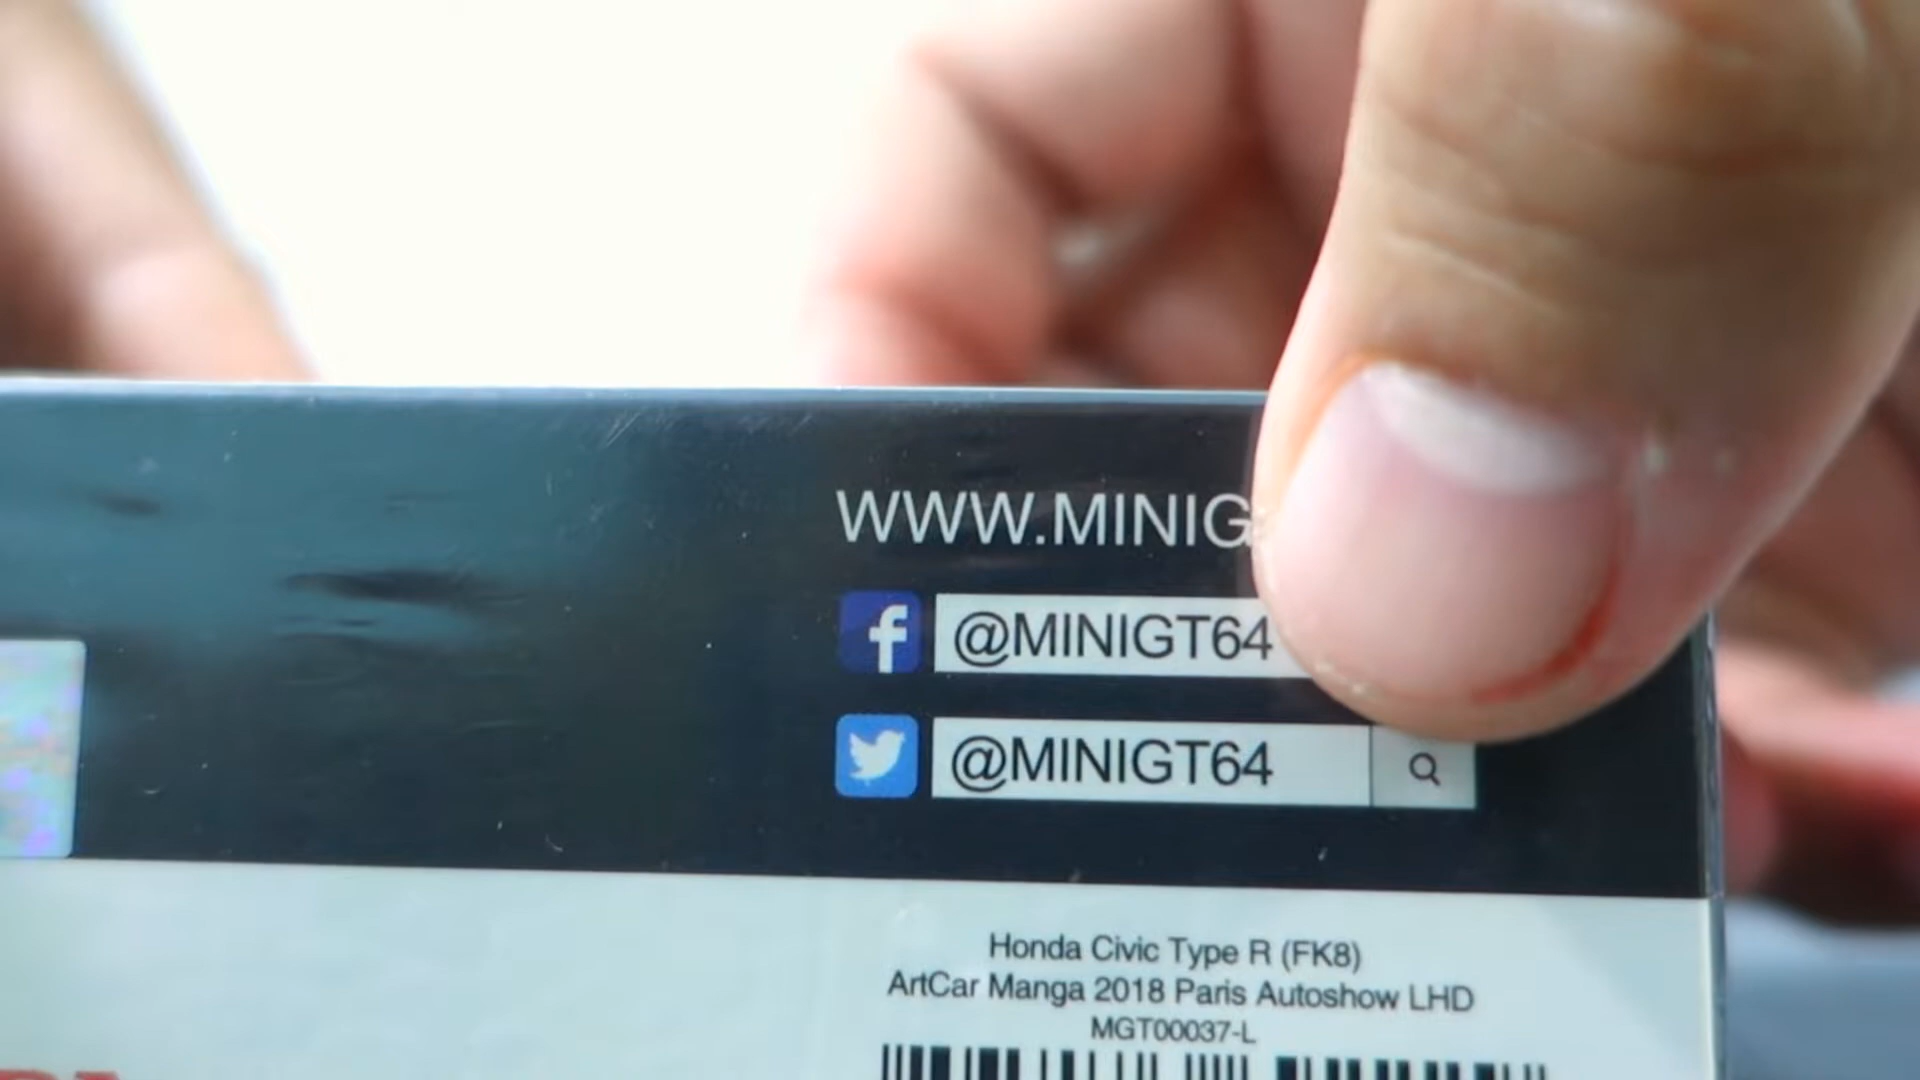 WWW.MINIG
@MINIGT64
@MINIGT64
Honda Civic Type R (FK8)
ArtCar Manga 2018 Paris Autoshow LHD
MGT00037-L